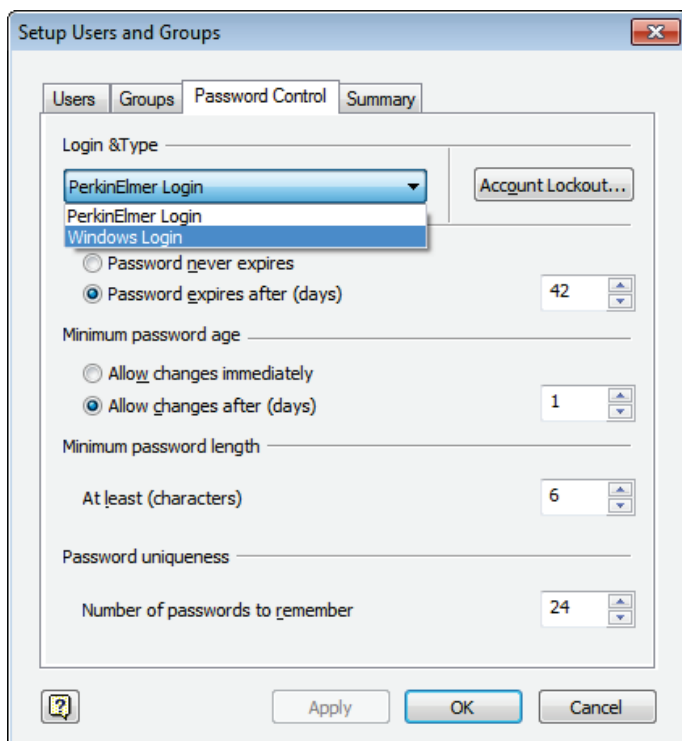 Setup Users and Groups
Users Groups Password Control Summary
Login &Type
PerkinElmer Login
Account Lockout...
PerkinElmer Login
Windows Login
Password never expires
Password expires after (days) 42
Minimum password age
Allow changes immediately
Allow changes after (days) 1
Minimum password length
At least (characters) 6
Password uniqueness
Number of passwords to remember 24
? Apply OK Cancel